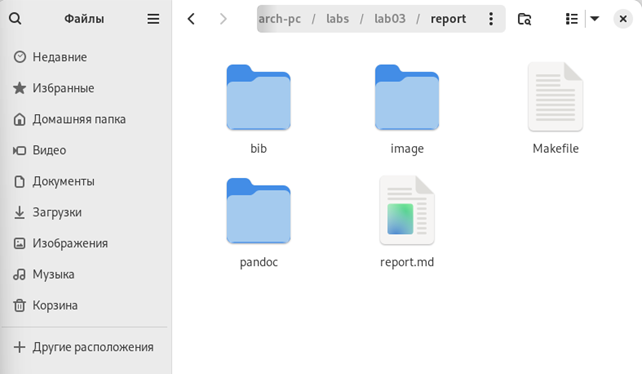 Файлы
arch-pc / labs / lab03 / report
Недавние
Избранные
Домашняя папка
Видео
Документы
Загрузки
Изображения
Музыка
Корзина
Другие расположения
bib
image
Makefile
pandoc
report.md